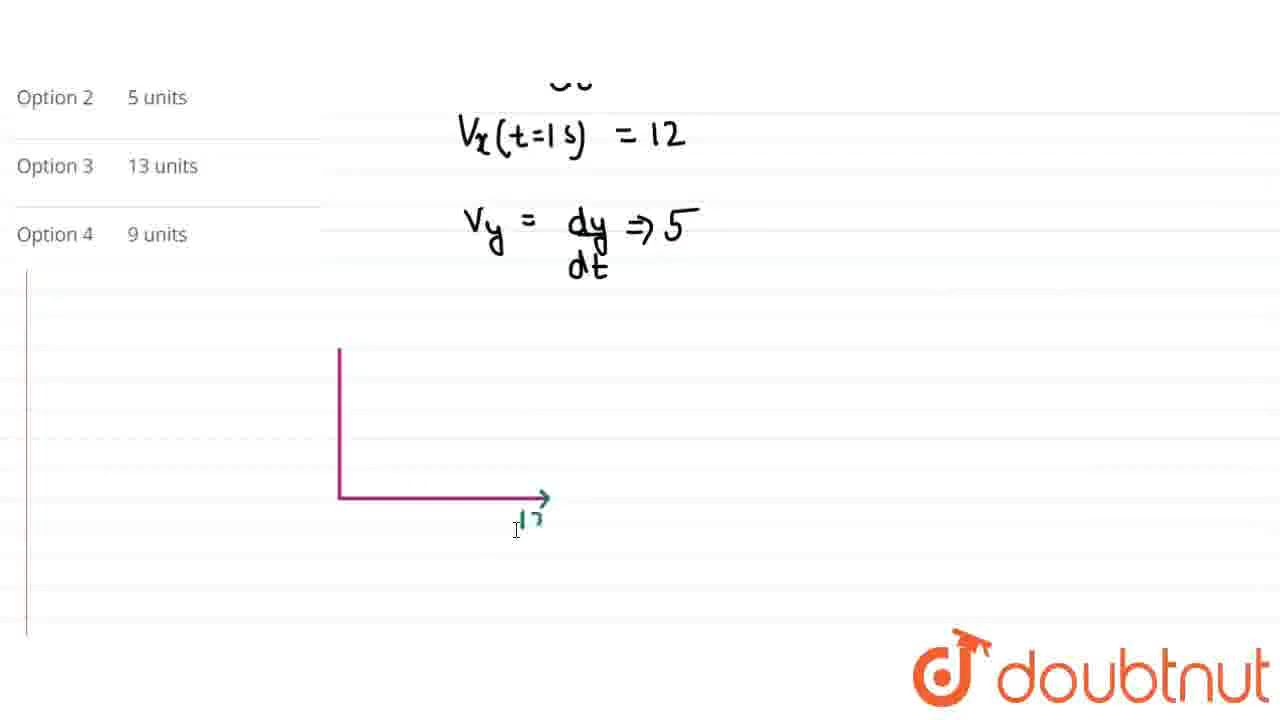 Option 2 5 units
Vx(t=1s) = 12
Option 3 13 units
Vy = dy/dt ⇒ 5
Option 4 9 units
12
doubtnut